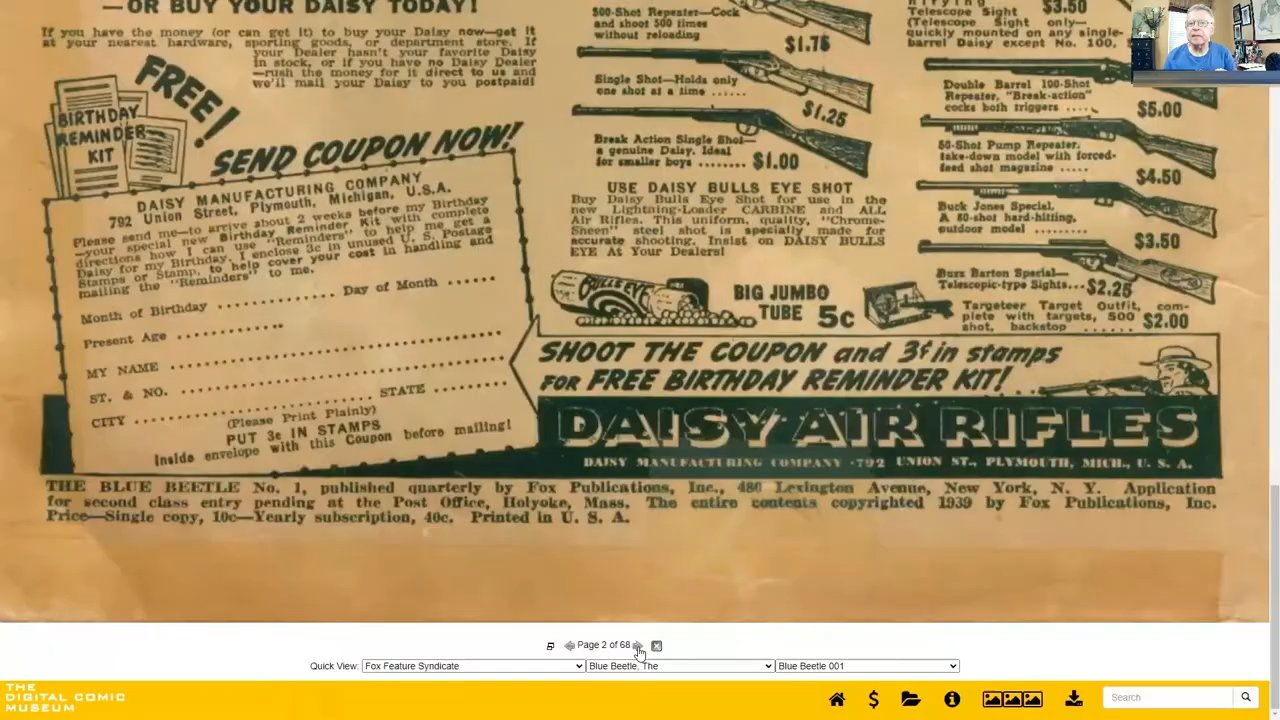 —OR BUY YOUR DAISY TODAY!
If you have the money (or can get it) to buy your Daisy now—get it
at your nearest hardware, sporting goods, or department store. If
your Dealer hasn't your favorite Daisy
in stock, or if you have no Daisy Dealer
—rush the money for it direct to us and
we'll mail your Daisy to you postpaid!
FREE!
BIRTHDAY
REMINDER
KIT
SEND COUPON NOW!
DAISY MANUFACTURING COMPANY
792 Union Street, Plymouth, Michigan, U.S.A.
Please send me—to arrive about 2 weeks before my Birthday
—your special new Birthday Reminder Kit with complete
directions how I can use "Reminders" to help me get a
Daisy for my Birthday. I enclose 3c in unused U. S. Postage
Stamps or Stamp, to help cover your cost in handling and
mailing the "Reminders" to me.
Month of Birthday .................... Day of Month ......
Present Age ................
MY NAME ................................................
ST. & NO. ................................................
CITY .................................... STATE .........
(Please Print Plainly)
PUT 3c IN STAMPS
Inside envelope with this Coupon before mailing!
500-Shot Repeater—Cock
and shoot 500 times
without reloading
$1.75
Single Shot—Holds only
one shot at a time ......
$1.25
Break Action Single Shot—
a genuine Daisy. Ideal
for smaller boys ........ $1.00
Telescope Sight $3.50
(Telescope Sight only—
quickly mounted on any single-
barrel Daisy except No. 100,
Double Barrel 100-Shot
Repeater, "Break-action"
cocks both triggers .....
$5.00
50-Shot Pump Repeater,
take-down model with forced-
feed shot magazine .....
$4.50
Buck Jones Special,
A 60-shot hard-hitting,
outdoor model .........
$3.50
Buzz Barton Special—
Telescopic-type Sights...$2.25
Targeteer Target Outfit, com-
plete with targets, 500
shot, backstop ...... $2.00
USE DAISY BULLS EYE SHOT
Buy Daisy Bulls Eye Shot for use in the
new Lightning-Loader CARBINE and ALL
Air Rifles. This uniform, quality, "Chrome-
Sheen" steel shot is specially made for
accurate shooting. Insist on DAISY BULLS
EYE At Your Dealers!
BULLS EYE
BIG JUMBO
TUBE 5c
SHOOT THE COUPON and 3¢ in stamps
FOR FREE BIRTHDAY REMINDER KIT!
DAISY AIR RIFLES
DAISY MANUFACTURING COMPANY · 792 UNION ST., PLYMOUTH, MICH., U. S. A.
THE BLUE BEETLE No. 1, published quarterly by Fox Publications, Inc., 480 Lexington Avenue, New York, N. Y. Application
for second class entry pending at the Post Office, Holyoke, Mass. The entire contents copyrighted 1939 by Fox Publications, Inc.
Price—Single copy, 10c—Yearly subscription, 40c. Printed in U. S. A.
Page 2 of 68
Quick View: Fox Feature Syndicate Blue Beetle, The Blue Beetle 001
THE
DIGITAL COMIC
MUSEUM
Search